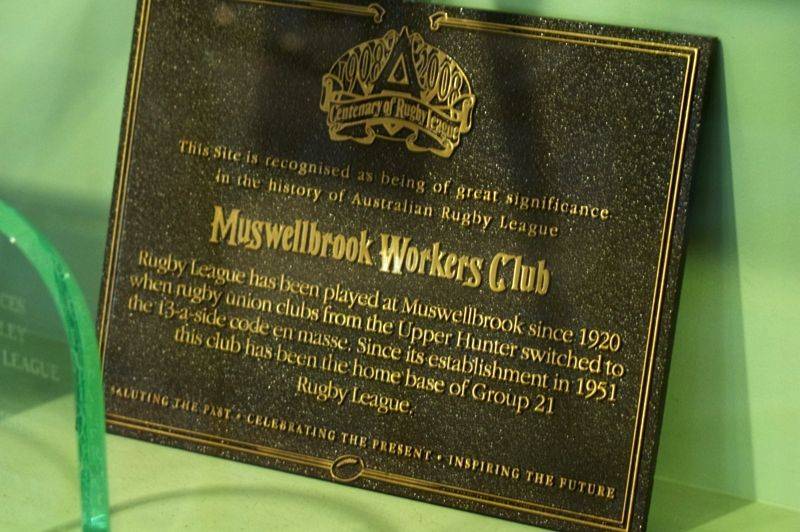 1908 2008
Centenary of Rugby League
This Site is recognised as being of great significance
in the history of Australian Rugby League
Muswellbrook Workers Club
Rugby League has been played at Muswellbrook since 1920
when rugby union clubs from the Upper Hunter switched to
the 13-a-side code en masse. Since its establishment in 1951
this club has been the home base of Group 21
Rugby League.
SALUTING THE PAST • CELEBRATING THE PRESENT • INSPIRING THE FUTURE
LEAGUE